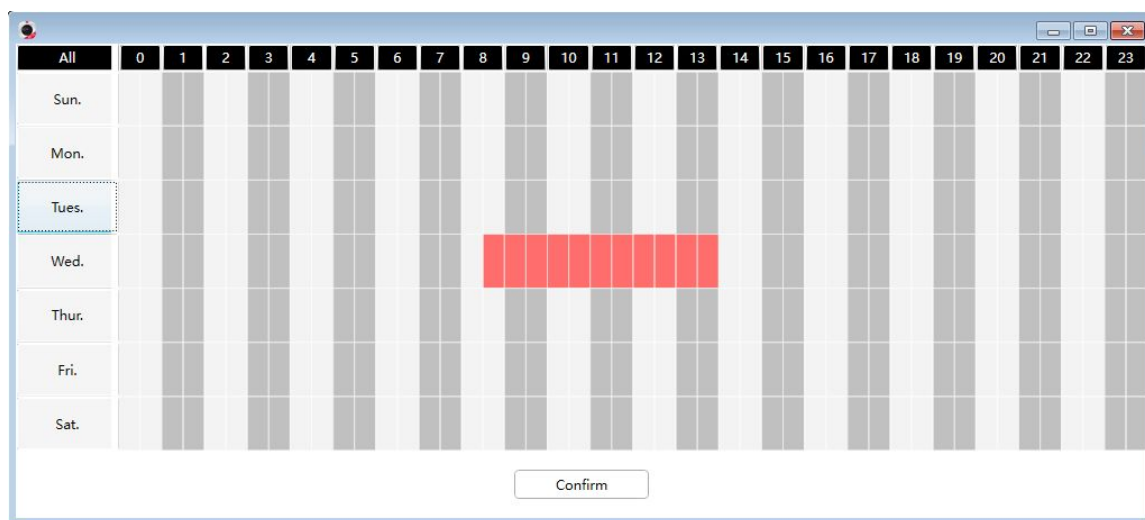 All 0 1 2 3 4 5 6 7 8 9 10 11 12 13 14 15 16 17 18 19 20 21 22 23
Sun.
Mon.
Tues.
Wed.
Thur.
Fri.
Sat.
Confirm